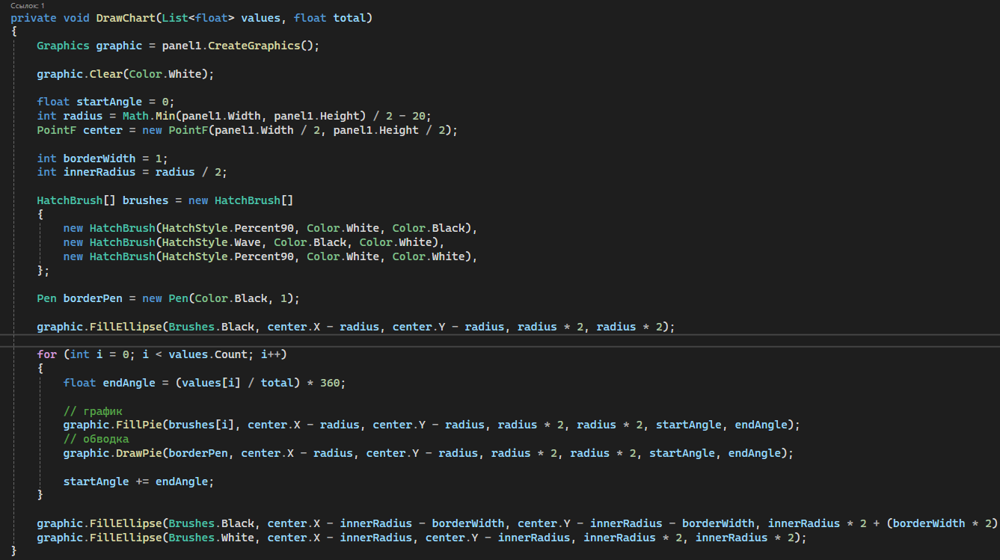 Ссылок: 1
private void DrawChart(List<float> values, float total)
{
    Graphics graphic = panel1.CreateGraphics();

    graphic.Clear(Color.White);

    float startAngle = 0;
    int radius = Math.Min(panel1.Width, panel1.Height) / 2 - 20;
    PointF center = new PointF(panel1.Width / 2, panel1.Height / 2);

    int borderWidth = 1;
    int innerRadius = radius / 2;

    HatchBrush[] brushes = new HatchBrush[]
    {
        new HatchBrush(HatchStyle.Percent90, Color.White, Color.Black),
        new HatchBrush(HatchStyle.Wave, Color.Black, Color.White),
        new HatchBrush(HatchStyle.Percent90, Color.White, Color.White),
    };

    Pen borderPen = new Pen(Color.Black, 1);

    graphic.FillEllipse(Brushes.Black, center.X - radius, center.Y - radius, radius * 2, radius * 2);

    for (int i = 0; i < values.Count; i++)
    {
        float endAngle = (values[i] / total) * 360;

        // график
        graphic.FillPie(brushes[i], center.X - radius, center.Y - radius, radius * 2, radius * 2, startAngle, endAngle);
        // обводка
        graphic.DrawPie(borderPen, center.X - radius, center.Y - radius, radius * 2, radius * 2, startAngle, endAngle);

        startAngle += endAngle;
    }

    graphic.FillEllipse(Brushes.Black, center.X - innerRadius - borderWidth, center.Y - innerRadius - borderWidth, innerRadius * 2 + (borderWidth * 2)
    graphic.FillEllipse(Brushes.White, center.X - innerRadius, center.Y - innerRadius, innerRadius * 2, innerRadius * 2);
}